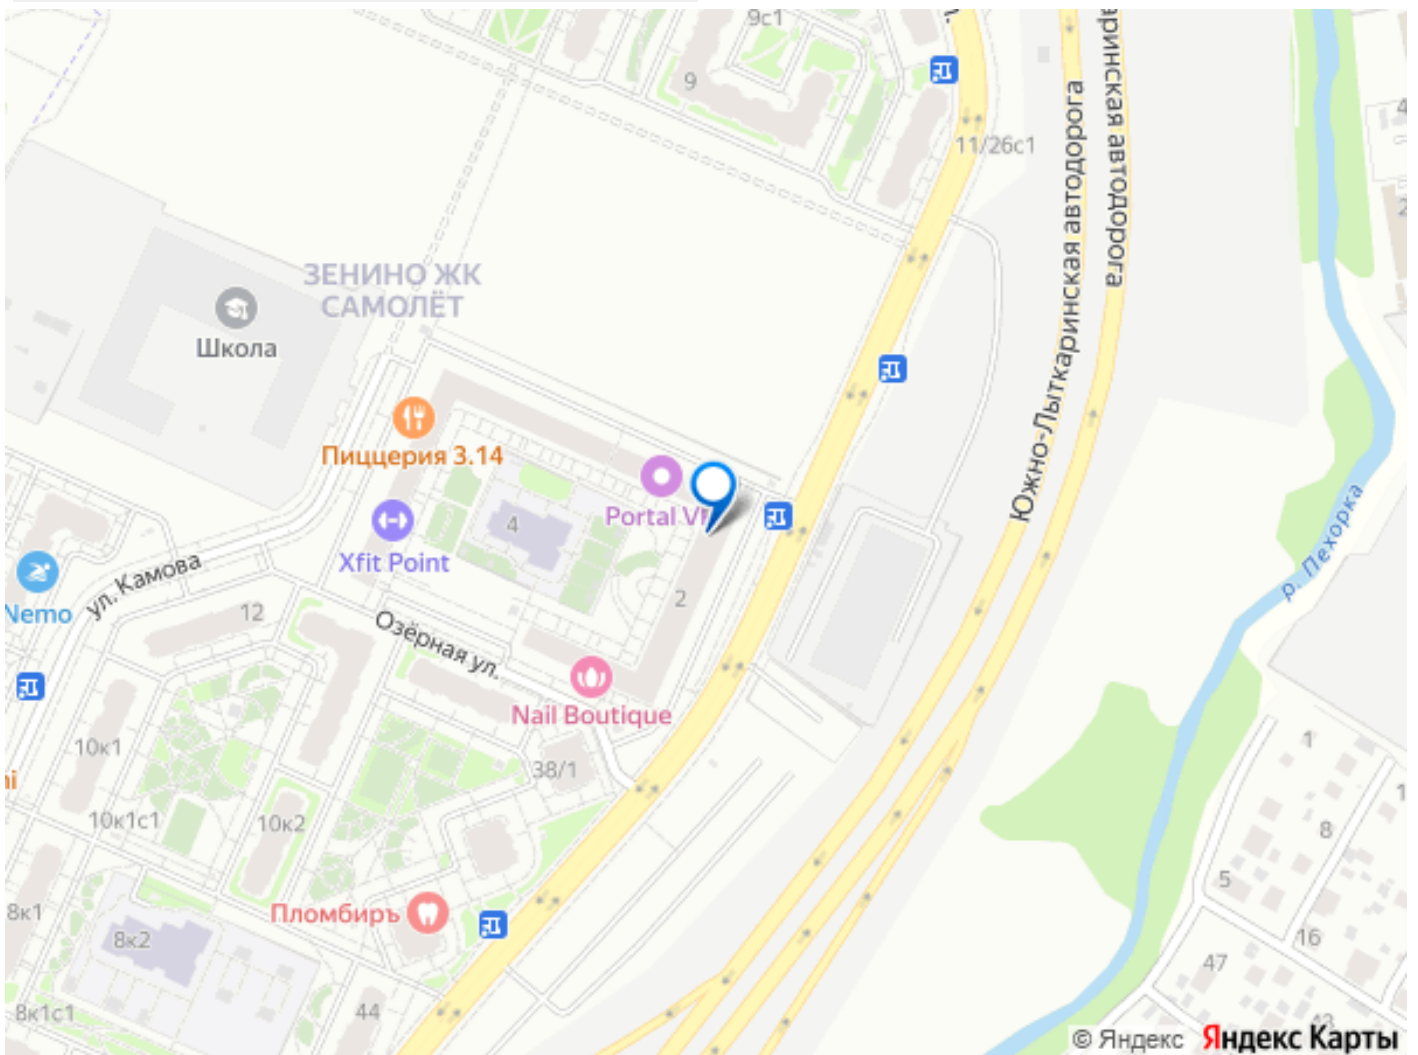 9с1
9
11/26с1
Южно-Лыткаринская автодорога
аринская автодорога
ЗЕНИНО ЖК
САМОЛЁТ
Школа
Пиццерия 3.14
Portal
Xfit Point
4
2
ул. Камова
Nemo
12
Озёрная ул.
Nail Boutique
р. Пехорка
10к1
38/1
10к1с1
10к2
1
8
5
16
47
Пломбиръ
8к1
8к2
8к1с1
44
© Яндекс Яндекс Карты